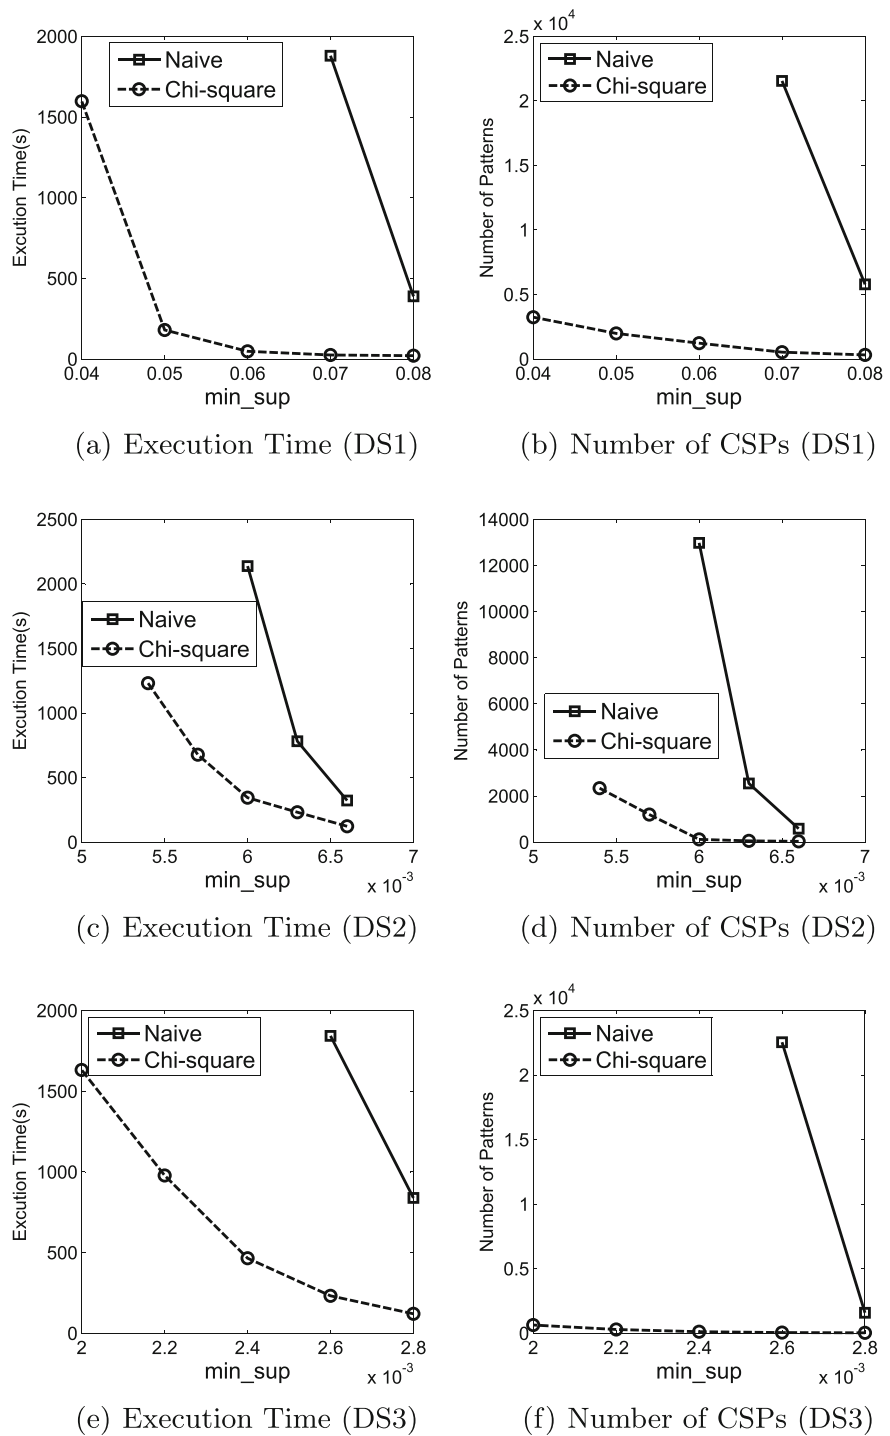 x 10^4
2000
1500
1000
500
0
Excution Time(s)
Naive
Chi-square
0.04 0.05 0.06 0.07 0.08
min_sup
2.5
2
1.5
1
0.5
0
Number of Patterns
Naive
Chi-square
0.04 0.05 0.06 0.07 0.08
min_sup
(a) Execution Time (DS1)
(b) Number of CSPs (DS1)
2500
2000
1500
1000
500
0
Excution Time(s)
Naive
Chi-square
5 5.5 6 6.5 7
min_sup
x 10^-3
14000
12000
10000
8000
6000
4000
2000
0
Number of Patterns
Naive
Chi-square
5 5.5 6 6.5 7
min_sup
x 10^-3
(c) Execution Time (DS2)
(d) Number of CSPs (DS2)
2000
1500
1000
500
0
Excution Time(s)
Naive
Chi-square
2 2.2 2.4 2.6 2.8
min_sup
x 10^-3
x 10^4
2.5
2
1.5
1
0.5
0
Number of Patterns
Naive
Chi-square
2 2.2 2.4 2.6 2.8
min_sup
x 10^-3
(e) Execution Time (DS3)
(f) Number of CSPs (DS3)